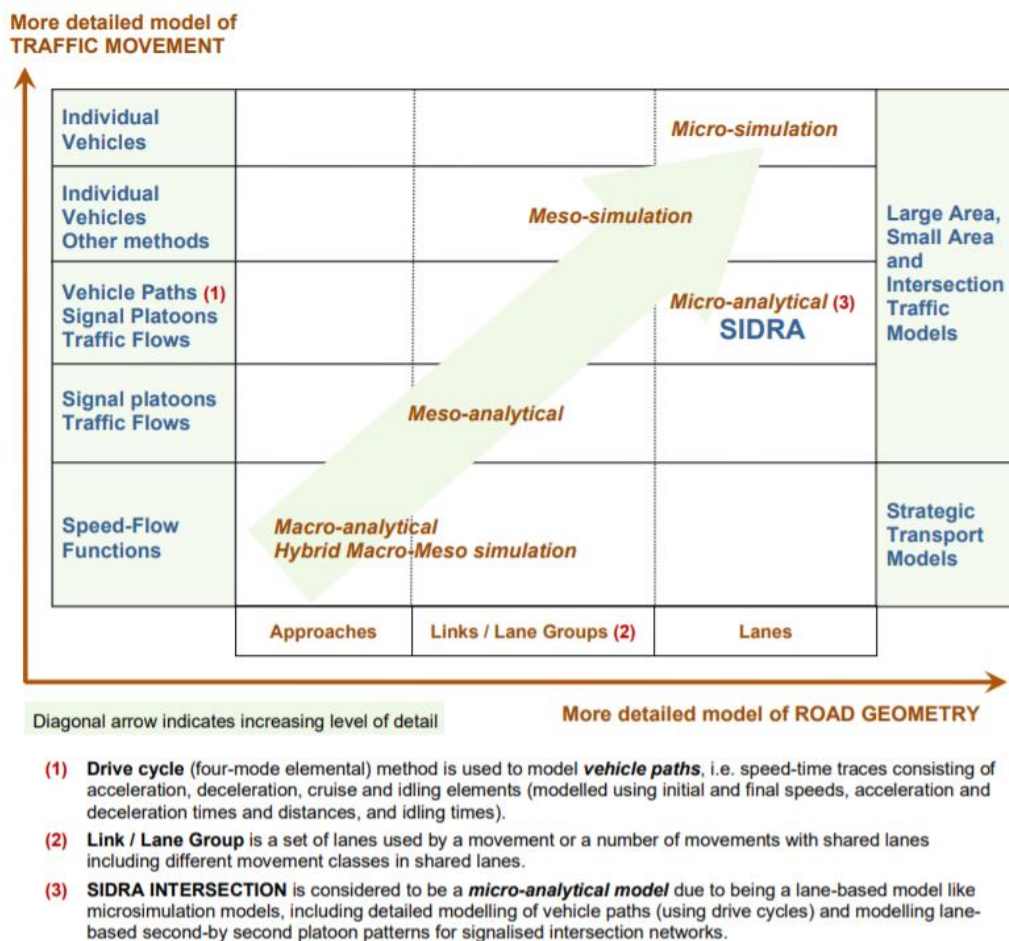 More detailed model of
TRAFFIC MOVEMENT
Individual
Vehicles
Micro-simulation
Individual
Vehicles
Other methods
Meso-simulation
Large Area,
Small Area
and
Intersection
Traffic
Models
Vehicle Paths (1)
Signal Platoons
Traffic Flows
Micro-analytical (3)
SIDRA
Signal platoons
Traffic Flows
Meso-analytical
Speed-Flow
Functions
Macro-analytical
Hybrid Macro-Meso simulation
Strategic
Transport
Models
Approaches
Links / Lane Groups (2)
Lanes
Diagonal arrow indicates increasing level of detail
More detailed model of ROAD GEOMETRY
(1) Drive cycle (four-mode elemental) method is used to model vehicle paths, i.e. speed-time traces consisting of
acceleration, deceleration, cruise and idling elements (modelled using initial and final speeds, acceleration and
deceleration times and distances, and idling times).
(2) Link / Lane Group is a set of lanes used by a movement or a number of movements with shared lanes
including different movement classes in shared lanes.
(3) SIDRA INTERSECTION is considered to be a micro-analytical model due to being a lane-based model like
microsimulation models, including detailed modelling of vehicle paths (using drive cycles) and modelling lane-
based second-by second platoon patterns for signalised intersection networks.